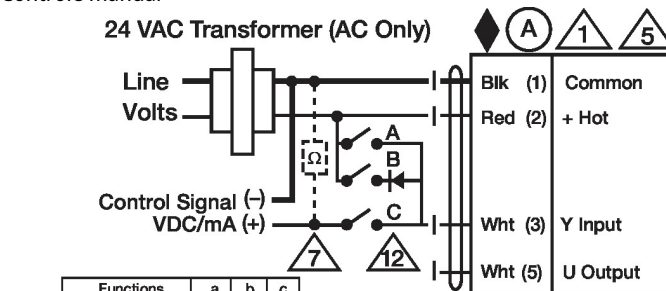 24 VAC Transformer (AC Only)
A
1
5
Line
Volts
Blk (1) Common
Red (2) + Hot
A
B
Ω
Control Signal (-)
VDC/mA (+)
C
Wht (3) Y Input
7
12
Wht (5) U Output
Functions a b c